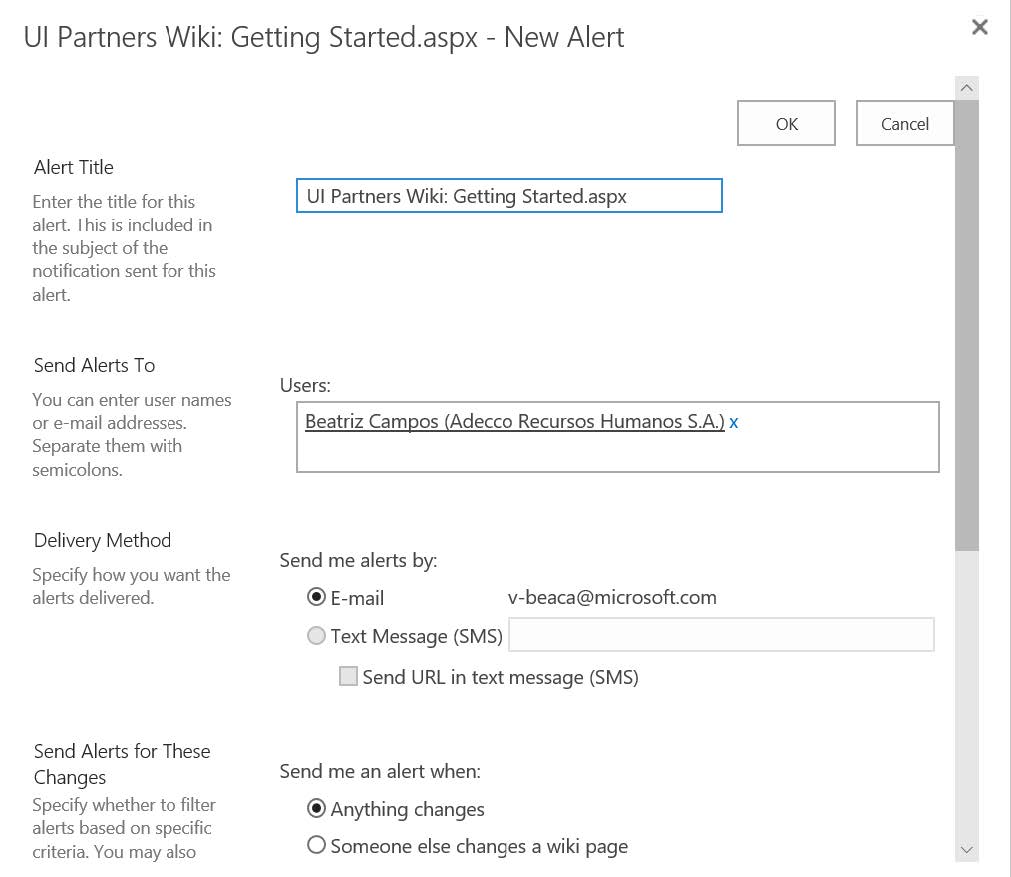 UI Partners Wiki: Getting Started.aspx - New Alert
OK
Cancel
Alert Title
Enter the title for this
alert. This is included in
the subject of the
notification sent for this
alert.
UI Partners Wiki: Getting Started.aspx
Send Alerts To
You can enter user names
or e-mail addresses.
Separate them with
semicolons.
Users:
Beatriz Campos (Adecco Recursos Humanos S.A.) x
Delivery Method
Specify how you want the
alerts delivered.
Send me alerts by:
E-mail v-beaca@microsoft.com
Text Message (SMS)
Send URL in text message (SMS)
Send Alerts for These
Changes
Specify whether to filter
alerts based on specific
criteria. You may also
Send me an alert when:
Anything changes
Someone else changes a wiki page